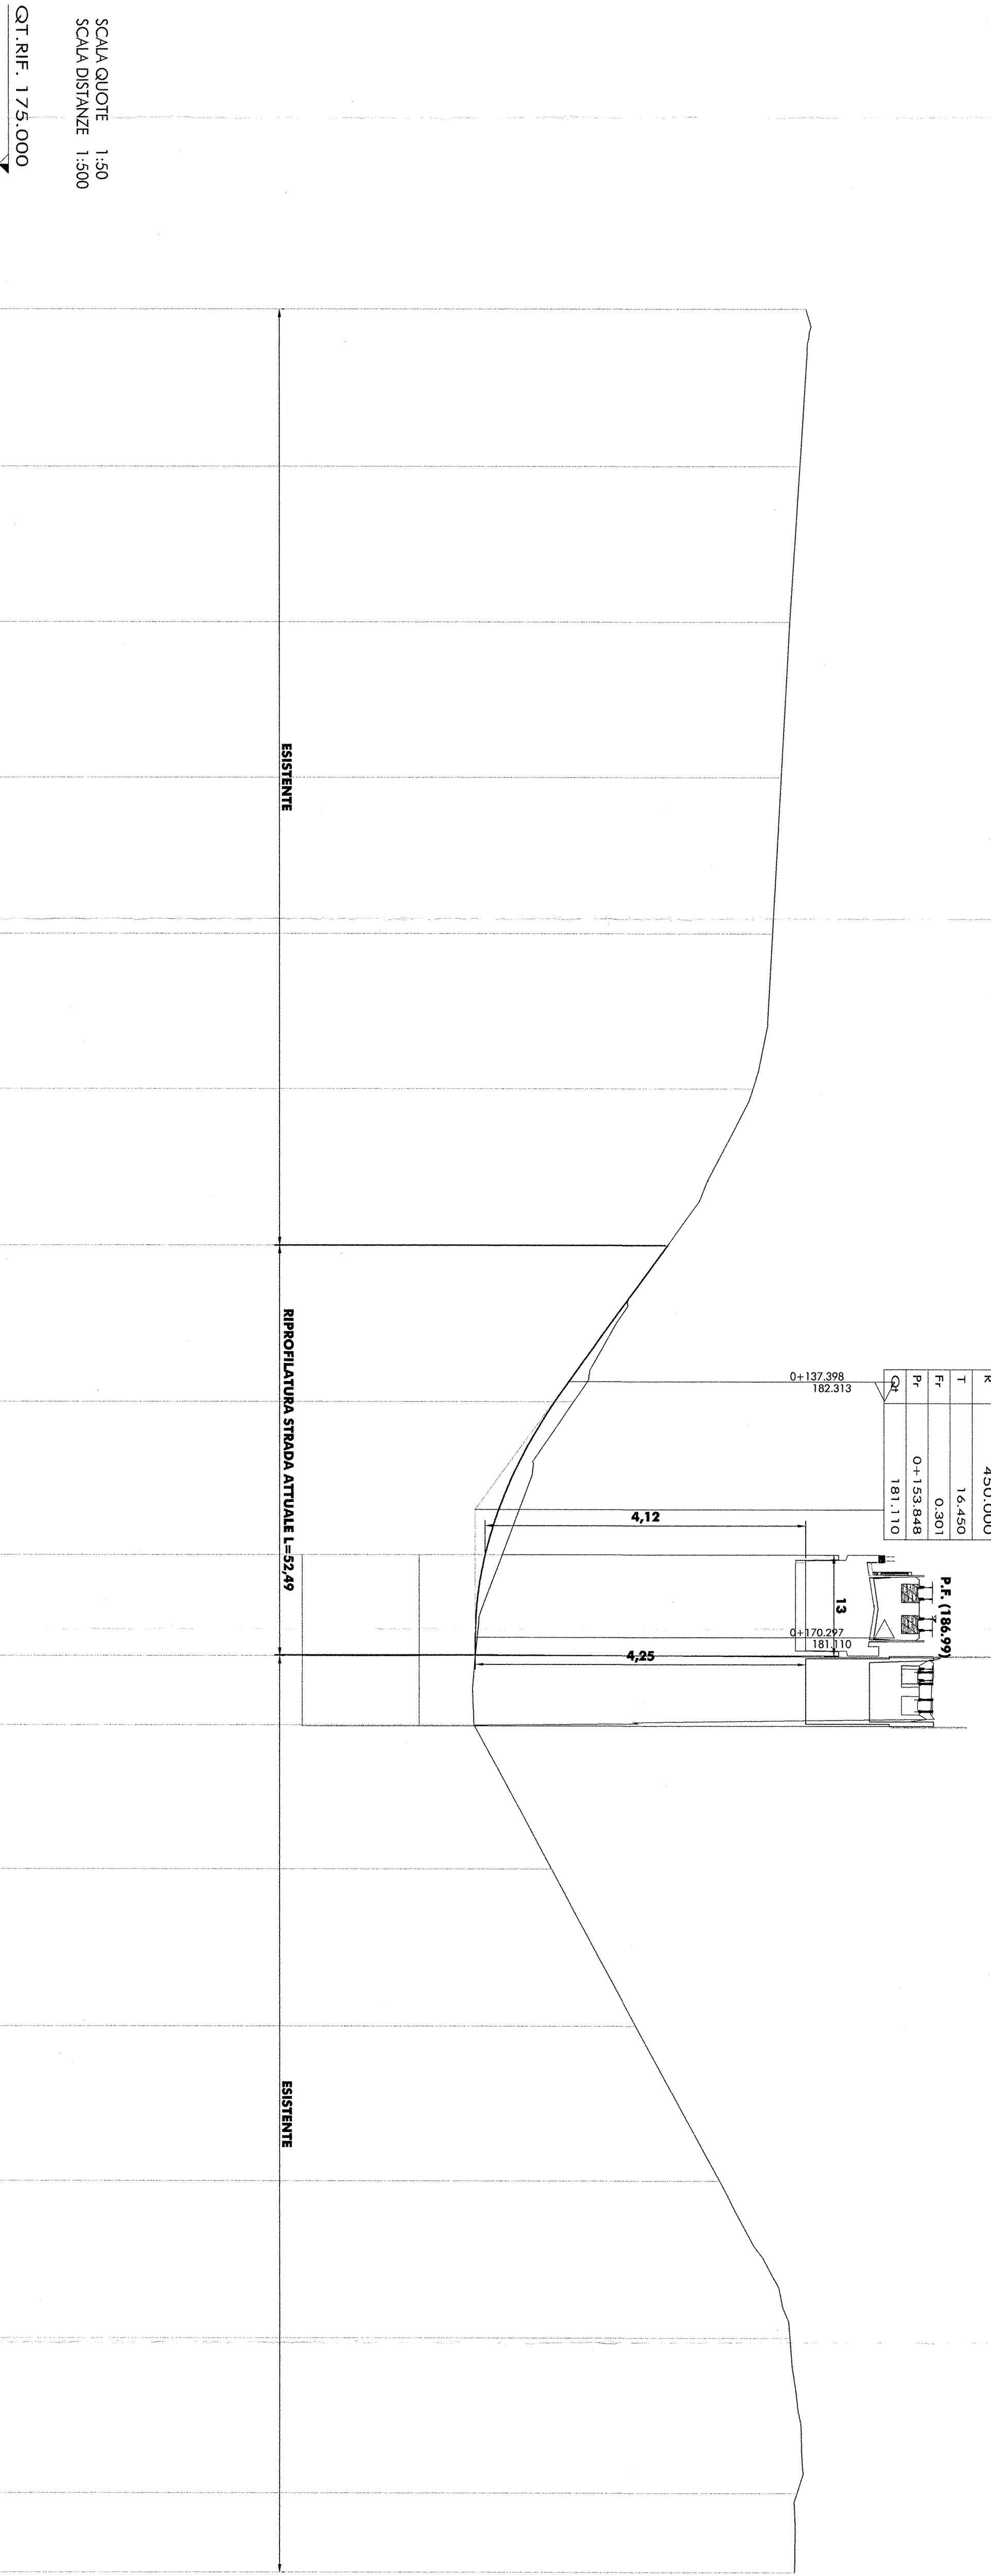 SCALA QUOTE 1:50
SCALA DISTANZE 1:500
QT.RIF. 175.000
K 450.000
T 16.450
Fr 0.301
Pr 0+153.848
Qt 181.110
P.F. (186.99)
0+137.398
182.313
13
0+170.297
181.110
4,12
4,25
ESISTENTE
RIPROFILATURA STRADA ATTUALE L=52,49
ESISTENTE